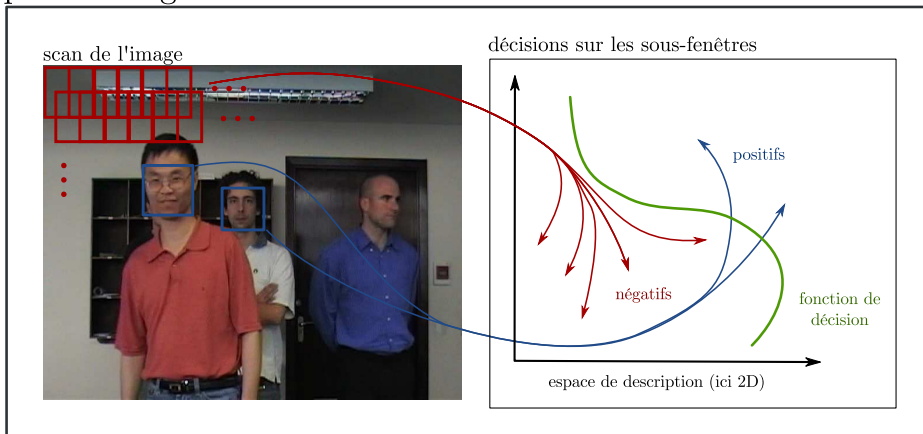 scan de l'image
décisions sur les sous-fenêtres
positifs
négatifs
fonction de
décision
espace de description (ici 2D)